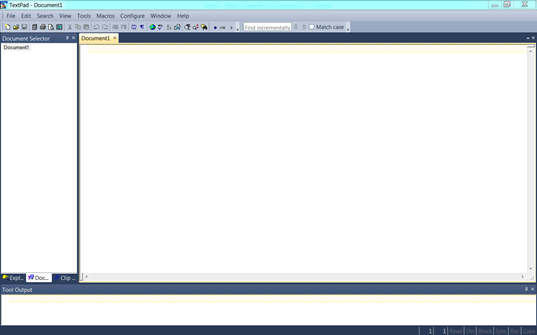 TextPad - Document1
File Edit Search View Tools Macros Configure Window Help
Find incrementally Match case
Document Selector
Document1
Document1
Expl... Doc... Clip ...
Tool Output
1 1 Read Ovr Block Sync Rec Caps